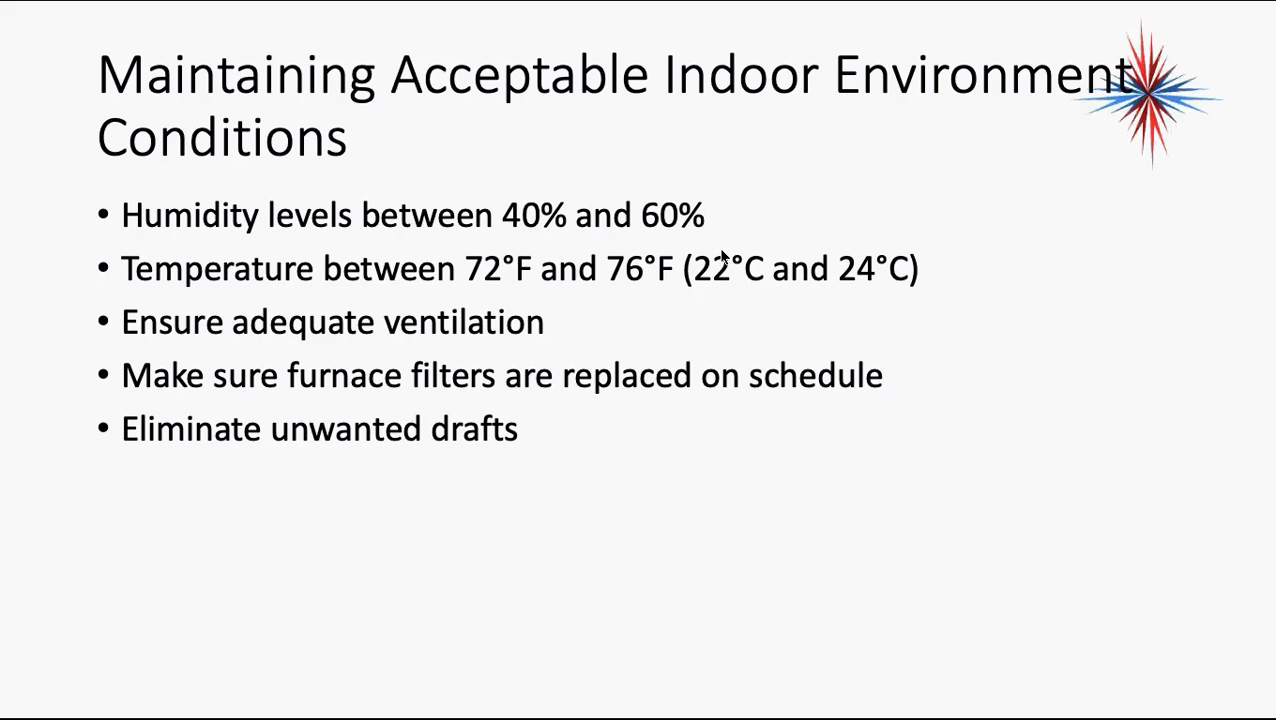 Maintaining Acceptable Indoor Environment
Conditions
• Humidity levels between 40% and 60%
• Temperature between 72°F and 76°F (22°C and 24°C)
• Ensure adequate ventilation
• Make sure furnace filters are replaced on schedule
• Eliminate unwanted drafts